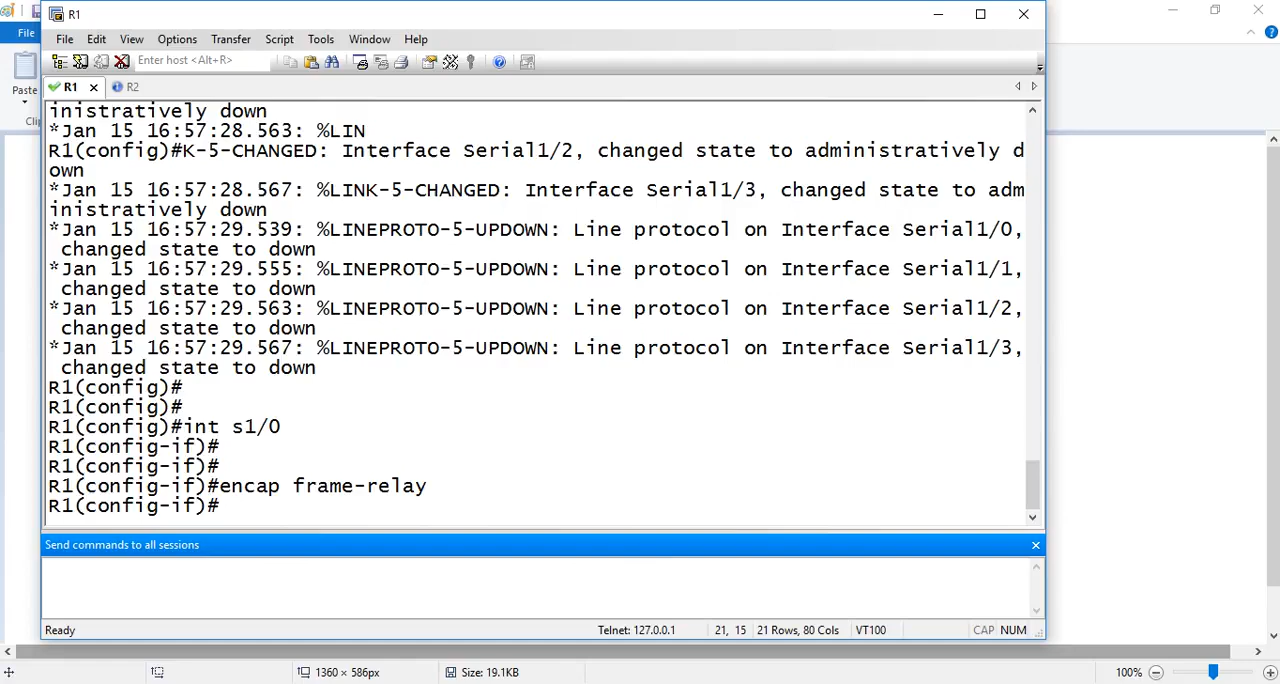 R1
File
File Edit View Options Transfer Script Tools Window Help
Paste
Enter host <Alt+R>
R1 R2
inistratively down
*Jan 15 16:57:28.563: %LIN
R1(config)#K-5-CHANGED: Interface Serial1/2, changed state to administratively d
own
*Jan 15 16:57:28.567: %LINK-5-CHANGED: Interface Serial1/3, changed state to adm
inistratively down
*Jan 15 16:57:29.539: %LINEPROTO-5-UPDOWN: Line protocol on Interface Serial1/0,
changed state to down
*Jan 15 16:57:29.555: %LINEPROTO-5-UPDOWN: Line protocol on Interface Serial1/1,
changed state to down
*Jan 15 16:57:29.563: %LINEPROTO-5-UPDOWN: Line protocol on Interface Serial1/2,
changed state to down
*Jan 15 16:57:29.567: %LINEPROTO-5-UPDOWN: Line protocol on Interface Serial1/3,
changed state to down
R1(config)#
R1(config)#
R1(config)#int s1/0
R1(config-if)#
R1(config-if)#
R1(config-if)#encap frame-relay
R1(config-if)#
Send commands to all sessions
Ready Telnet: 127.0.0.1 21, 15 21 Rows, 80 Cols VT100 CAP NUM
1360 × 586px Size: 19.1KB 100%